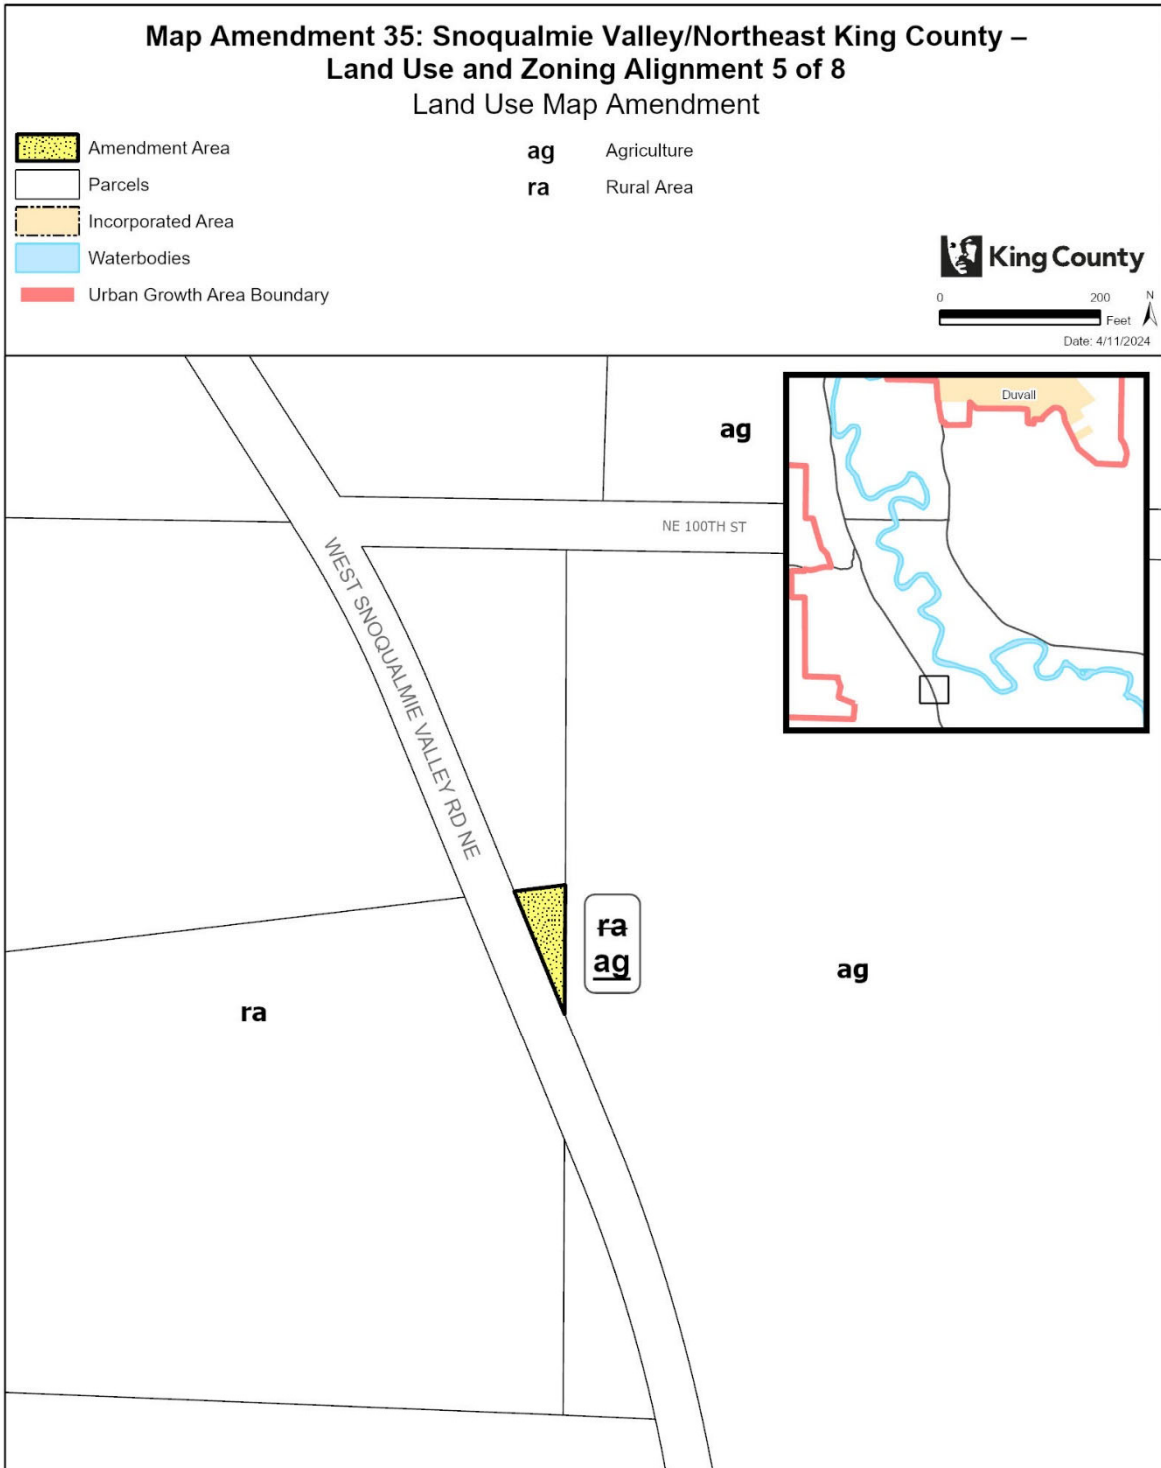 Map Amendment 35: Snoqualmie Valley/Northeast King County –
Land Use and Zoning Alignment 5 of 8
Land Use Map Amendment
Amendment Area
Parcels
Incorporated Area
Waterbodies
Urban Growth Area Boundary
ag Agriculture
ra Rural Area
King County
0 200 N
Feet
Date: 4/11/2024
Duvall
ag
NE 100TH ST
WEST SNOQUALMIE VALLEY RD NE
ra
ag
ag
ra